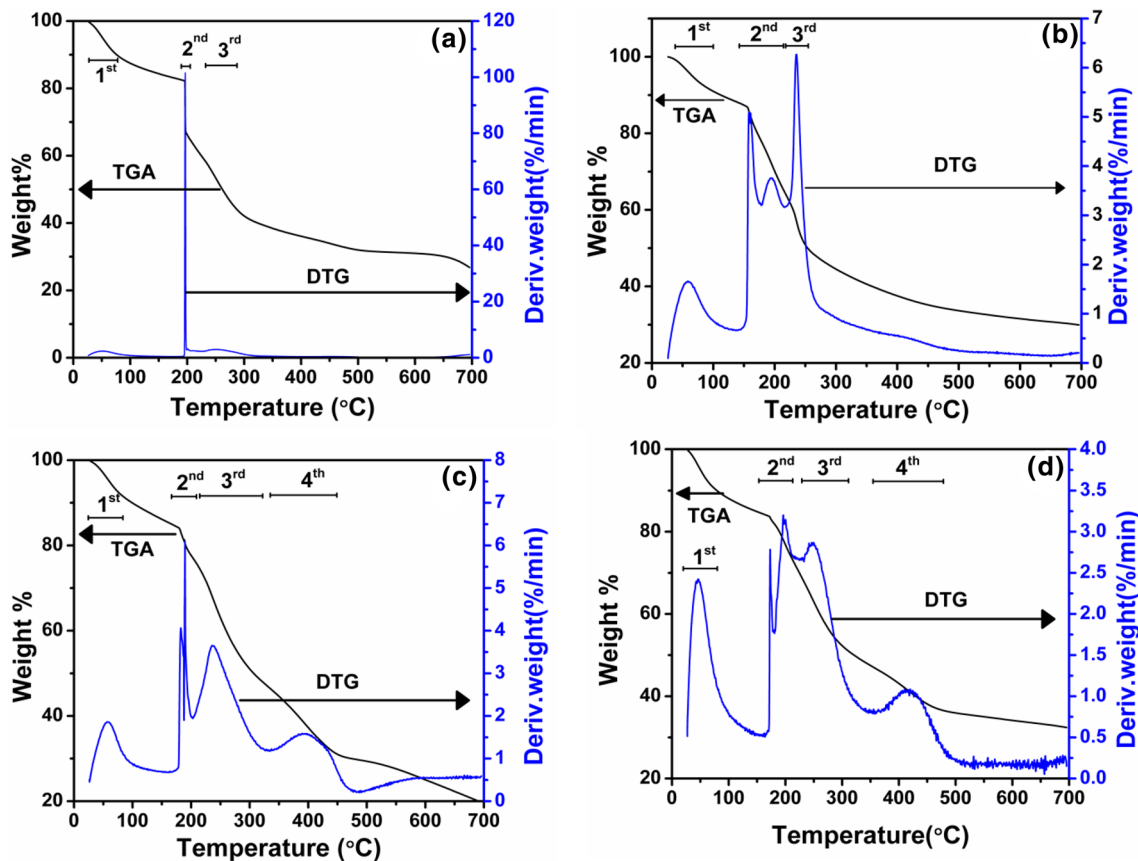 (a)
1st
2nd
3rd
TGA
DTG
100
80
60
40
20
0
Weight%
120
100
80
60
40
20
0
Deriv.weight(%/min)
0 100 200 300 400 500 600 700
Temperature (°C)
(b)
1st
2nd
3rd
TGA
DTG
100
80
60
40
20
Weight %
7
6
5
4
3
2
1
0
Deriv.weight(%/min)
0 100 200 300 400 500 600 700
Temperature (°C)
(c)
1st
2nd
3rd
4th
TGA
DTG
100
80
60
40
20
Weight %
8
7
6
5
4
3
2
1
0
Deriv.weight(%/min)
0 100 200 300 400 500 600 700
Temperature (°C)
(d)
1st
2nd
3rd
4th
TGA
DTG
100
80
60
40
20
Weight %
4.0
3.5
3.0
2.5
2.0
1.5
1.0
0.5
0.0
Deriv.weight(%/min)
0 100 200 300 400 500 600 700
Temperature(°C)